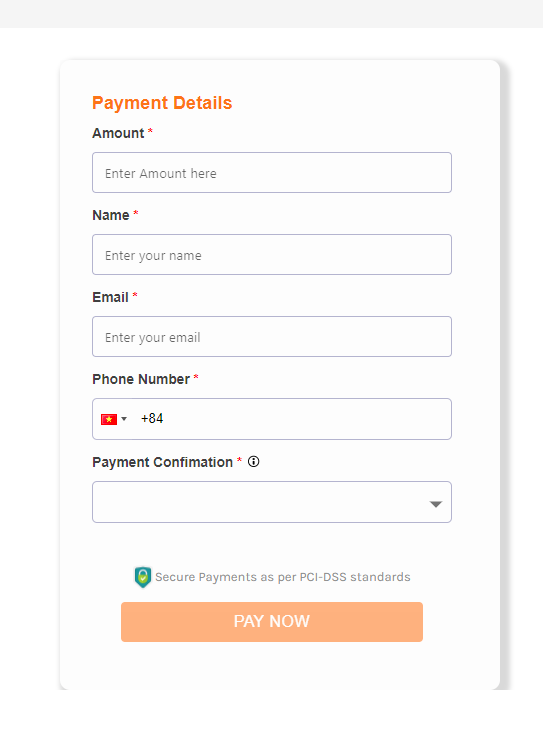 Payment Details
Amount *
Enter Amount here
Name *
Enter your name
Email *
Enter your email
Phone Number *
+84
Payment Confimation *
Secure Payments as per PCI-DSS standards
PAY NOW